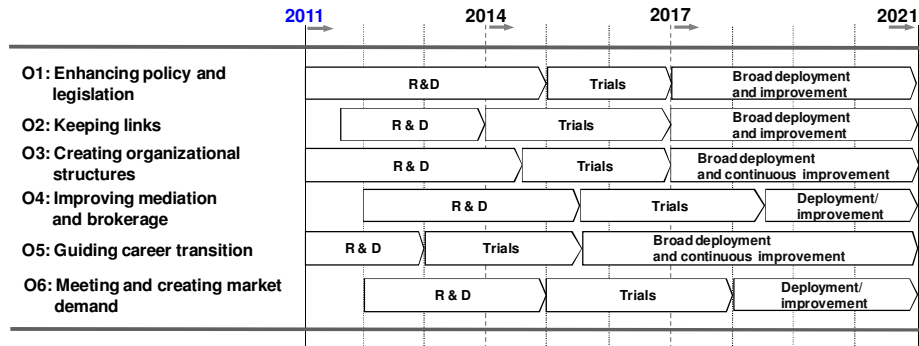 2011 2014 2017 2021
O1: Enhancing policy and
legislation
R&D
Trials
Broad deployment
and improvement
O2: Keeping links
R & D
Trials
Broad deployment
and improvement
O3: Creating organizational
structures
R & D
Trials
Broad deployment
and continuous improvement
O4: Improving mediation
and brokerage
R & D
Trials
Deployment/
improvement
O5: Guiding career transition
R & D
Trials
Broad deployment
and continuous improvement
O6: Meeting and creating market
demand
R & D
Trials
Deployment/
improvement